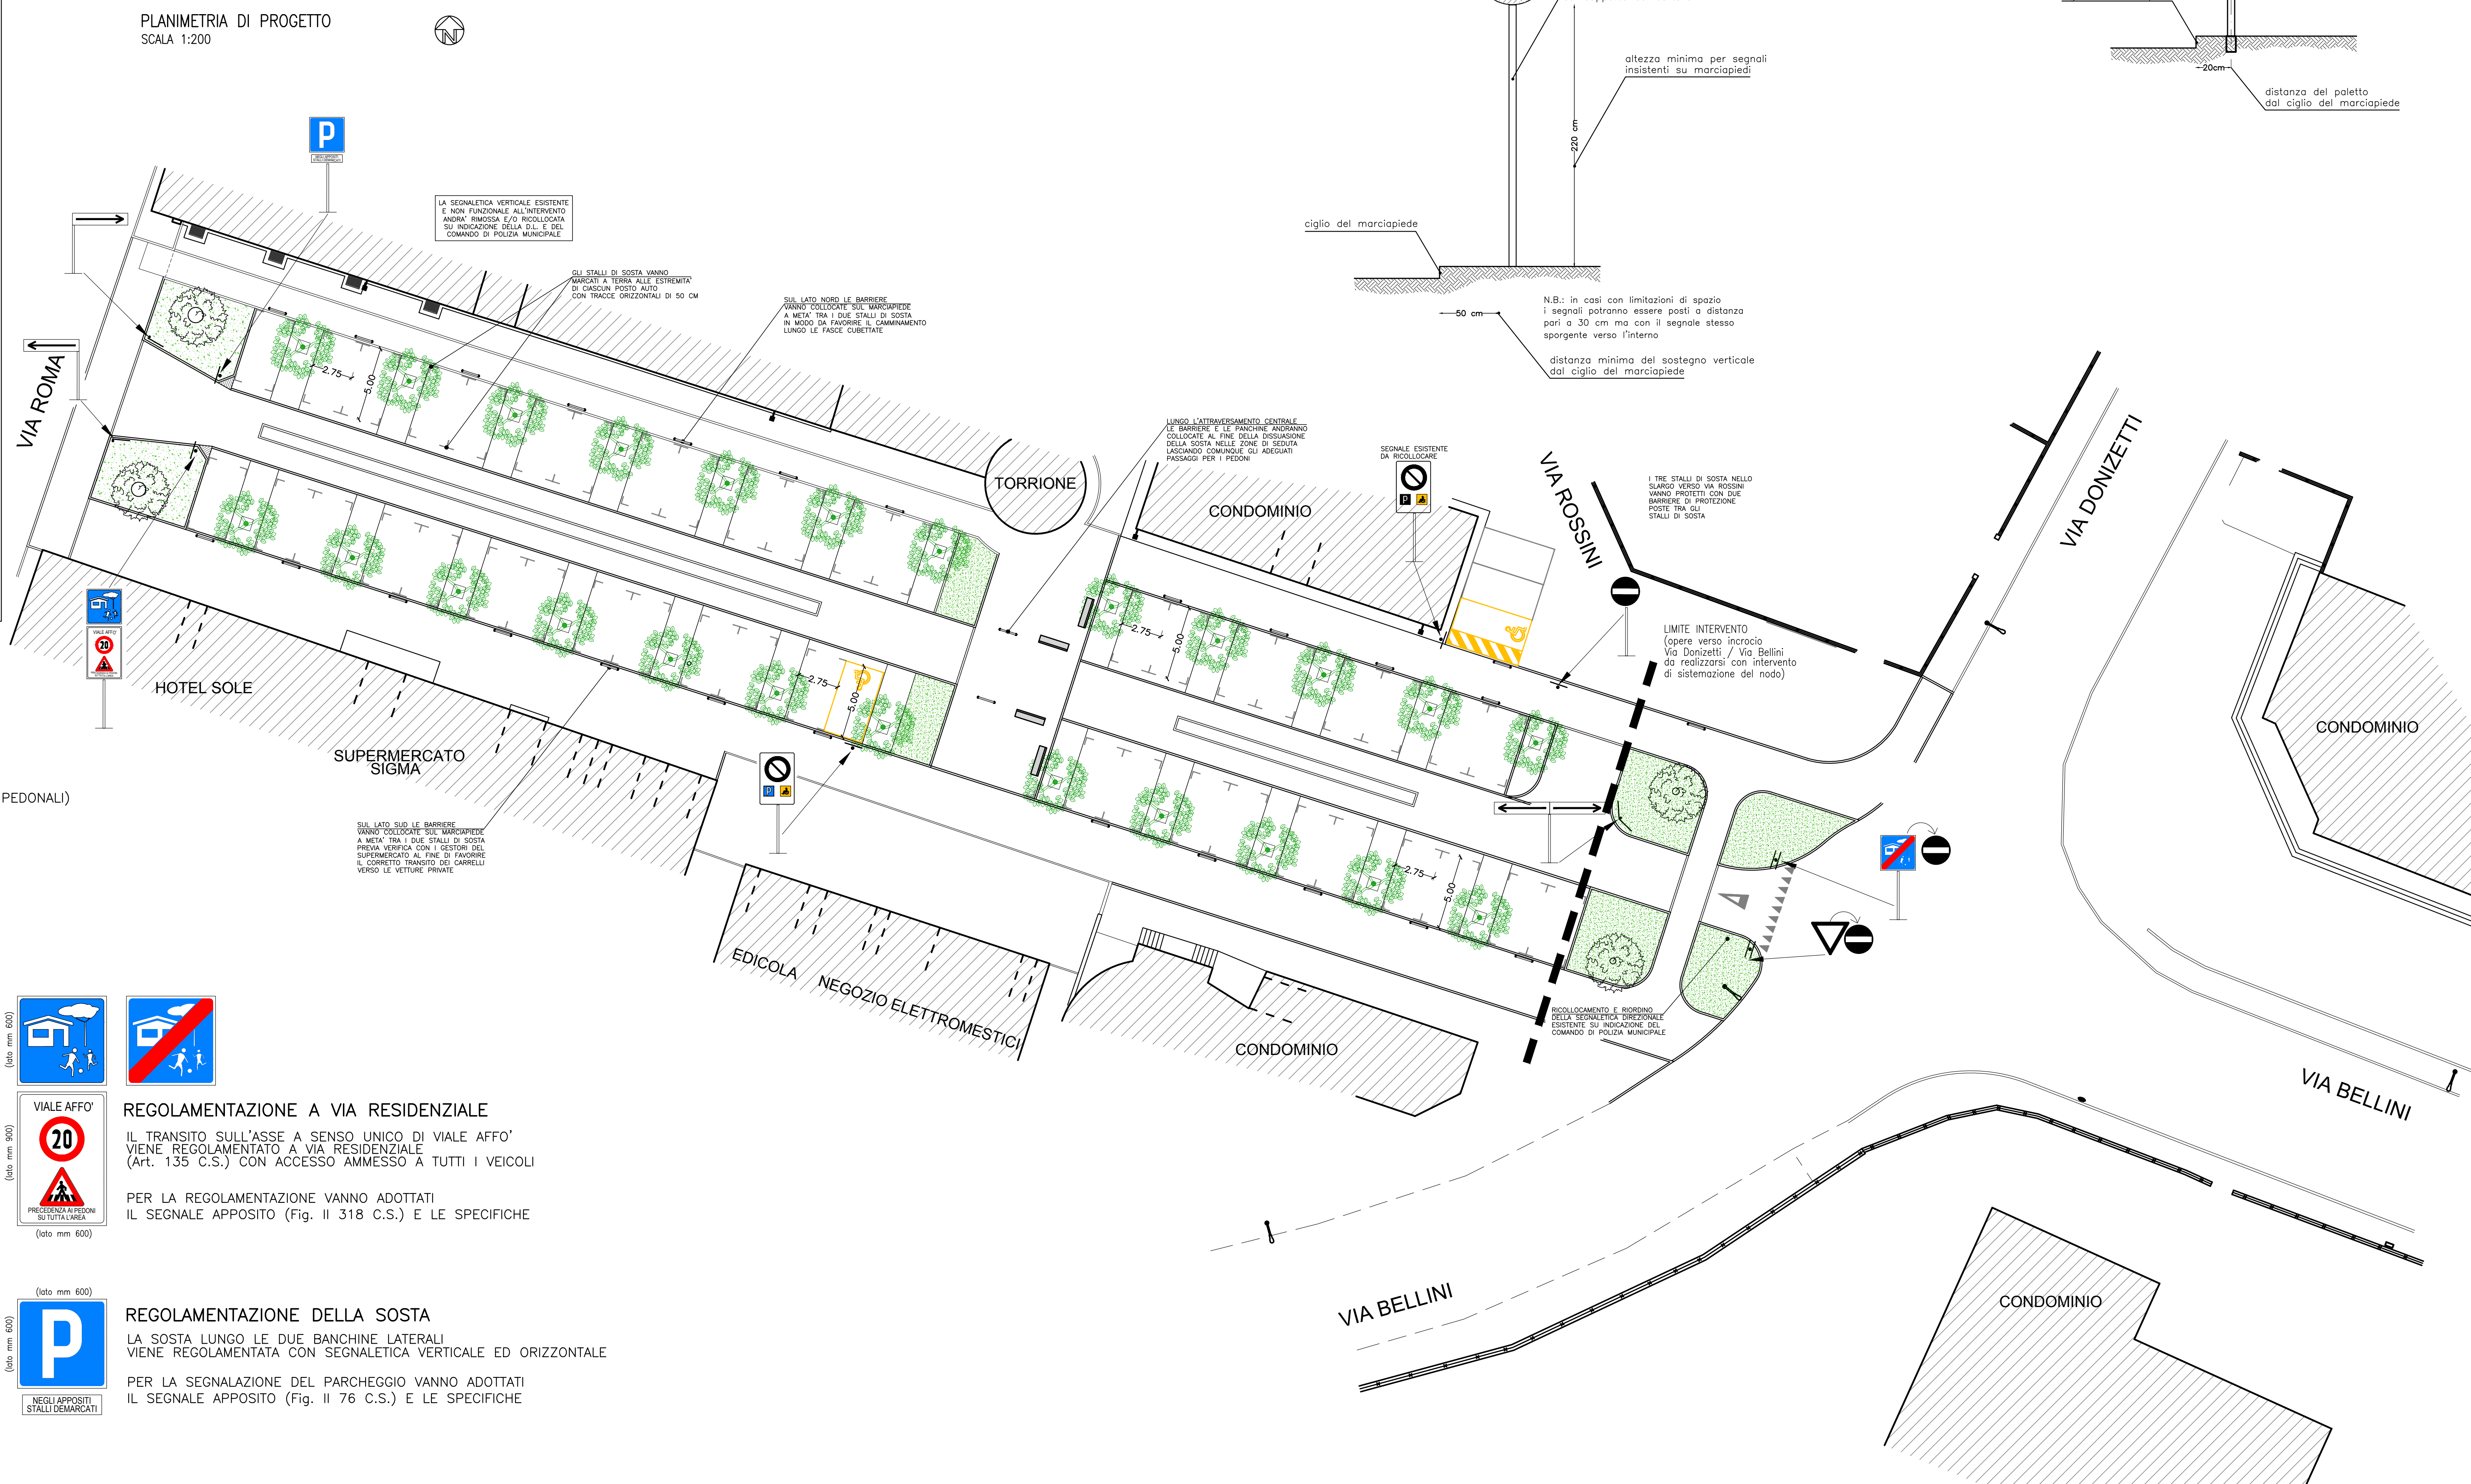 PLANIMETRIA DI PROGETTO
SCALA 1:200
N
altezza minima per segnali
insistenti su marciapiedi
220 cm
20cm
distanza del paletto
dal ciglio del marciapiede
ciglio del marciapiede
50 cm
N.B.: in casi con limitazioni di spazio
i segnali potranno essere posti a distanza
pari a 30 cm ma con il segnale stesso
sporgente verso l'interno
distanza minima del sostegno verticale
dal ciglio del marciapiede
P
NEGLI APPOSITI
STALLI DEMARCATI
LA SEGNALETICA VERTICALE ESISTENTE
E NON FUNZIONALE ALL'INTERVENTO
ANDRA' RIMOSSA E/O RICOLLOCATA
SU INDICAZIONE DELLA D.L. E DEL
COMANDO DI POLIZIA MUNICIPALE
GLI STALLI DI SOSTA VANNO
MARCATI A TERRA ALLE ESTREMITA'
DI CIASCUN POSTO AUTO
CON TRACCE ORIZZONTALI DI 50 CM
SUL LATO NORD LE BARRIERE
VANNO COLLOCATE SUL MARCIAPIEDE
A META' TRA I DUE STALLI DI SOSTA
IN MODO DA FAVORIRE IL CAMMINAMENTO
LUNGO LE FASCE CUBETTATE
VIA ROMA
2.75
5.00
TORRIONE
LUNGO L'ATTRAVERSAMENTO CENTRALE
LE BARRIERE E LE PANCHINE ANDRANNO
COLLOCATE AL FINE DELLA DISSUASIONE
DELLA SOSTA NELLE ZONE DI SEDUTA
LASCIANDO COMUNQUE GLI ADEGUATI
PASSAGGI PER I PEDONI
SEGNALE ESISTENTE
DA RICOLLOCARE
P
CONDOMINIO
VIA ROSSINI
I TRE STALLI DI SOSTA NELLO
SLARGO VERSO VIA ROSSINI
VANNO PROTETTI CON DUE
BARRIERE DI PROTEZIONE
POSTE TRA GLI
STALLI DI SOSTA
VIA DONIZETTI
LIMITE INTERVENTO
(opere verso incrocio
Via Donizetti / Via Bellini
da realizzarsi con intervento
di sistemazione del nodo)
2.75
5.00
CONDOMINIO
VIALE AFFO'
20
HOTEL SOLE
SUPERMERCATO
SIGMA
2.75
5.00
P
PEDONALI)
SUL LATO SUD LE BARRIERE
VANNO COLLOCATE SUL MARCIAPIEDE
A META' TRA I DUE STALLI DI SOSTA
PREVIA VERIFICA CON I GESTORI DEL
SUPERMERCATO AL FINE DI FAVORIRE
IL CORRETTO TRANSITO DEI CARRELLI
VERSO LE VETTURE PRIVATE
2.75
5.00
EDICOLA
NEGOZIO ELETTROMESTICI
CONDOMINIO
RICOLLOCAMENTO E RIORDINO
DELLA SEGNALETICA DIREZIONALE
ESISTENTE SU INDICAZIONE DEL
COMANDO DI POLIZIA MUNICIPALE
VIA BELLINI
VIA BELLINI
CONDOMINIO
(lato mm 600)
(lato mm 900)
VIALE AFFO'
20
PRECEDENZA AI PEDONI
SU TUTTA L'AREA
(lato mm 600)
REGOLAMENTAZIONE A VIA RESIDENZIALE
IL TRANSITO SULL'ASSE A SENSO UNICO DI VIALE AFFO'
VIENE REGOLAMENTATO A VIA RESIDENZIALE
(Art. 135 C.S.) CON ACCESSO AMMESSO A TUTTI I VEICOLI
PER LA REGOLAMENTAZIONE VANNO ADOTTATI
IL SEGNALE APPOSITO (Fig. II 318 C.S.) E LE SPECIFICHE
(lato mm 600)
(lato mm 600)
P
NEGLI APPOSITI
STALLI DEMARCATI
REGOLAMENTAZIONE DELLA SOSTA
LA SOSTA LUNGO LE DUE BANCHINE LATERALI
VIENE REGOLAMENTATA CON SEGNALETICA VERTICALE ED ORIZZONTALE
PER LA SEGNALAZIONE DEL PARCHEGGIO VANNO ADOTTATI
IL SEGNALE APPOSITO (Fig. II 76 C.S.) E LE SPECIFICHE